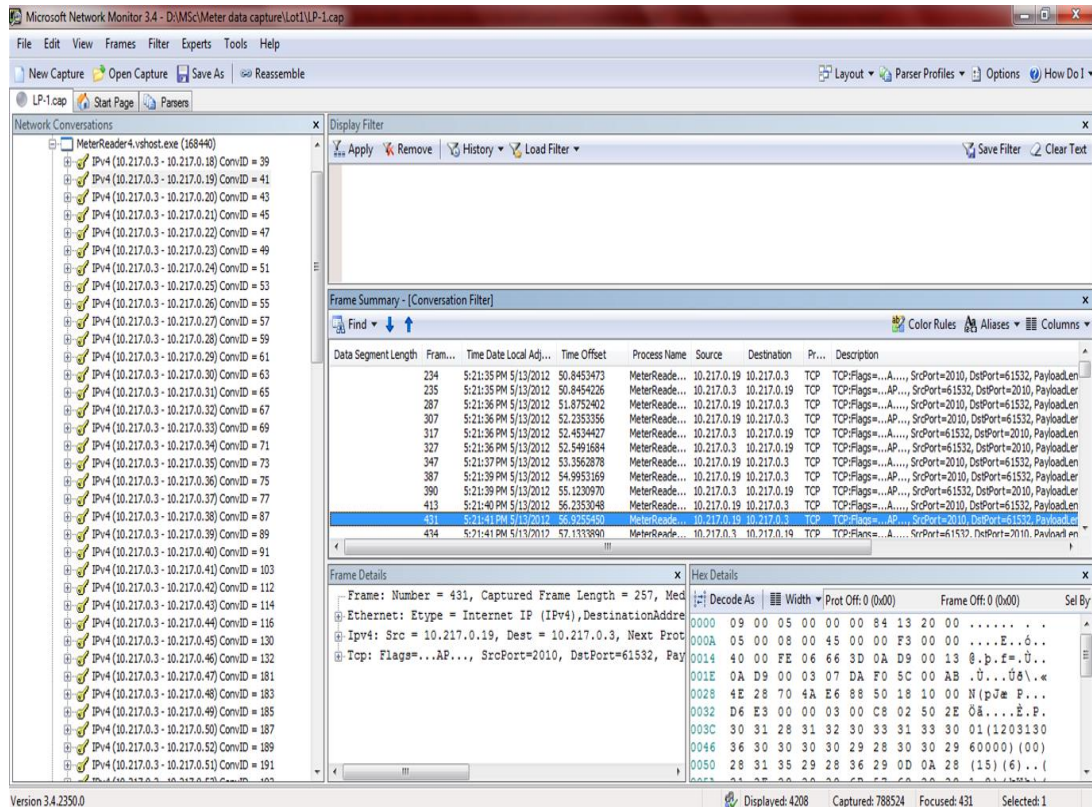 Microsoft Network Monitor 3.4 - D:\MSc\Meter data capture\Lot1\LP-1.cap
File Edit View Frames Filter Experts Tools Help
New Capture Open Capture Save As Reassemble Layout Parser Profiles Options How Do I
LP-1.cap Start Page Parsers
Network Conversations
MeterReader4.vshost.exe (168440)
IPv4 (10.217.0.3 - 10.217.0.18) ConvID = 39
IPv4 (10.217.0.3 - 10.217.0.19) ConvID = 41
IPv4 (10.217.0.3 - 10.217.0.20) ConvID = 43
IPv4 (10.217.0.3 - 10.217.0.21) ConvID = 45
IPv4 (10.217.0.3 - 10.217.0.22) ConvID = 47
IPv4 (10.217.0.3 - 10.217.0.23) ConvID = 49
IPv4 (10.217.0.3 - 10.217.0.24) ConvID = 51
IPv4 (10.217.0.3 - 10.217.0.25) ConvID = 53
IPv4 (10.217.0.3 - 10.217.0.26) ConvID = 55
IPv4 (10.217.0.3 - 10.217.0.27) ConvID = 57
IPv4 (10.217.0.3 - 10.217.0.28) ConvID = 59
IPv4 (10.217.0.3 - 10.217.0.29) ConvID = 61
IPv4 (10.217.0.3 - 10.217.0.30) ConvID = 63
IPv4 (10.217.0.3 - 10.217.0.31) ConvID = 65
IPv4 (10.217.0.3 - 10.217.0.32) ConvID = 67
IPv4 (10.217.0.3 - 10.217.0.33) ConvID = 69
IPv4 (10.217.0.3 - 10.217.0.34) ConvID = 71
IPv4 (10.217.0.3 - 10.217.0.35) ConvID = 73
IPv4 (10.217.0.3 - 10.217.0.36) ConvID = 75
IPv4 (10.217.0.3 - 10.217.0.37) ConvID = 77
IPv4 (10.217.0.3 - 10.217.0.38) ConvID = 87
IPv4 (10.217.0.3 - 10.217.0.39) ConvID = 89
IPv4 (10.217.0.3 - 10.217.0.40) ConvID = 91
IPv4 (10.217.0.3 - 10.217.0.41) ConvID = 103
IPv4 (10.217.0.3 - 10.217.0.42) ConvID = 112
IPv4 (10.217.0.3 - 10.217.0.43) ConvID = 114
IPv4 (10.217.0.3 - 10.217.0.44) ConvID = 116
IPv4 (10.217.0.3 - 10.217.0.45) ConvID = 130
IPv4 (10.217.0.3 - 10.217.0.46) ConvID = 132
IPv4 (10.217.0.3 - 10.217.0.47) ConvID = 181
IPv4 (10.217.0.3 - 10.217.0.48) ConvID = 183
IPv4 (10.217.0.3 - 10.217.0.49) ConvID = 185
IPv4 (10.217.0.3 - 10.217.0.50) ConvID = 187
IPv4 (10.217.0.3 - 10.217.0.52) ConvID = 189
IPv4 (10.217.0.3 - 10.217.0.51) ConvID = 191
Display Filter
Apply Remove History Load Filter Save Filter Clear Text
Frame Summary - [Conversation Filter]
Find Color Rules Aliases Columns
Data Segment Length Fram... Time Date Local Adj... Time Offset Process Name Source Destination Pr... Description
234 5:21:35 PM 5/13/2012 50.8453473 MeterReade... 10.217.0.19 10.217.0.3 TCP TCP:Flags=...A...., SrcPort=2010, DstPort=61532, PayloadLen
235 5:21:35 PM 5/13/2012 50.8454226 MeterReade... 10.217.0.3 10.217.0.19 TCP TCP:Flags=...AP..., SrcPort=61532, DstPort=2010, PayloadLen
287 5:21:36 PM 5/13/2012 51.8752402 MeterReade... 10.217.0.19 10.217.0.3 TCP TCP:Flags=...A...., SrcPort=2010, DstPort=61532, PayloadLen
307 5:21:36 PM 5/13/2012 52.2353356 MeterReade... 10.217.0.19 10.217.0.3 TCP TCP:Flags=...AP..., SrcPort=2010, DstPort=61532, PayloadLen
317 5:21:36 PM 5/13/2012 52.4534427 MeterReade... 10.217.0.3 10.217.0.19 TCP TCP:Flags=...A...., SrcPort=61532, DstPort=2010, PayloadLen
327 5:21:36 PM 5/13/2012 52.5491684 MeterReade... 10.217.0.3 10.217.0.19 TCP TCP:Flags=...AP..., SrcPort=61532, DstPort=2010, PayloadLen
347 5:21:37 PM 5/13/2012 53.3562878 MeterReade... 10.217.0.19 10.217.0.3 TCP TCP:Flags=...A...., SrcPort=2010, DstPort=61532, PayloadLen
387 5:21:39 PM 5/13/2012 54.9953169 MeterReade... 10.217.0.19 10.217.0.3 TCP TCP:Flags=...AP..., SrcPort=2010, DstPort=61532, PayloadLen
390 5:21:39 PM 5/13/2012 55.1230970 MeterReade... 10.217.0.3 10.217.0.19 TCP TCP:Flags=...AP..., SrcPort=61532, DstPort=2010, PayloadLen
413 5:21:40 PM 5/13/2012 56.2353048 MeterReade... 10.217.0.19 10.217.0.3 TCP TCP:Flags=...A...., SrcPort=2010, DstPort=61532, PayloadLen
431 5:21:41 PM 5/13/2012 56.9255450 MeterReade... 10.217.0.19 10.217.0.3 TCP TCP:Flags=...AP..., SrcPort=2010, DstPort=61532, PayloadLen
434 5:21:41 PM 5/13/2012 57.1333890 MeterReade... 10.217.0.3 10.217.0.19 TCP TCP:Flags=...A...., SrcPort=61532, DstPort=2010, PayloadLen
Frame Details
Frame: Number = 431, Captured Frame Length = 257, Med
Ethernet: Etype = Internet IP (IPv4),DestinationAddre
Ipv4: Src = 10.217.0.19, Dest = 10.217.0.3, Next Prot
Tcp: Flags=...AP..., SrcPort=2010, DstPort=61532, Pay
Hex Details
Decode As Width Prot Off: 0 (0x00) Frame Off: 0 (0x00) Sel By
0000 09 00 05 00 00 00 84 13 20 00 ...... . .
000A 05 00 08 00 45 00 00 F3 00 00 ....E..ó..
0014 40 00 FE 06 66 3D 0A D9 00 13 @.þ.f=.Ù..
001E 0A D9 00 03 07 DA F0 5C 00 AB .Ù...Úð\.«
0028 4E 28 70 4A E6 88 50 18 10 00 N(pJæ P...
0032 D6 E3 00 00 03 00 C8 02 50 2E Öã....È.P.
003C 30 31 28 31 32 30 33 31 33 30 01(1203130
0046 36 30 30 30 30 29 28 30 30 29 60000)(00)
0050 28 31 35 29 28 36 29 0D 0A 28 (15)(6)..(
Version 3.4.2350.0 Displayed: 4208 Captured: 788524 Focused: 431 Selected: 1